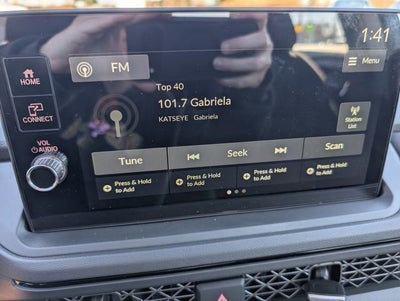 1:41
HOME
FM
Menu
Top 40
101.7 Gabriela
KATSEYE Gabriela
CONNECT
Station
List
VOL
AUDIO
Tune
Seek
Scan
Press & Hold
to Add
Press & Hold
to Add
Press & Hold
to Add
Press & Hold
to Add